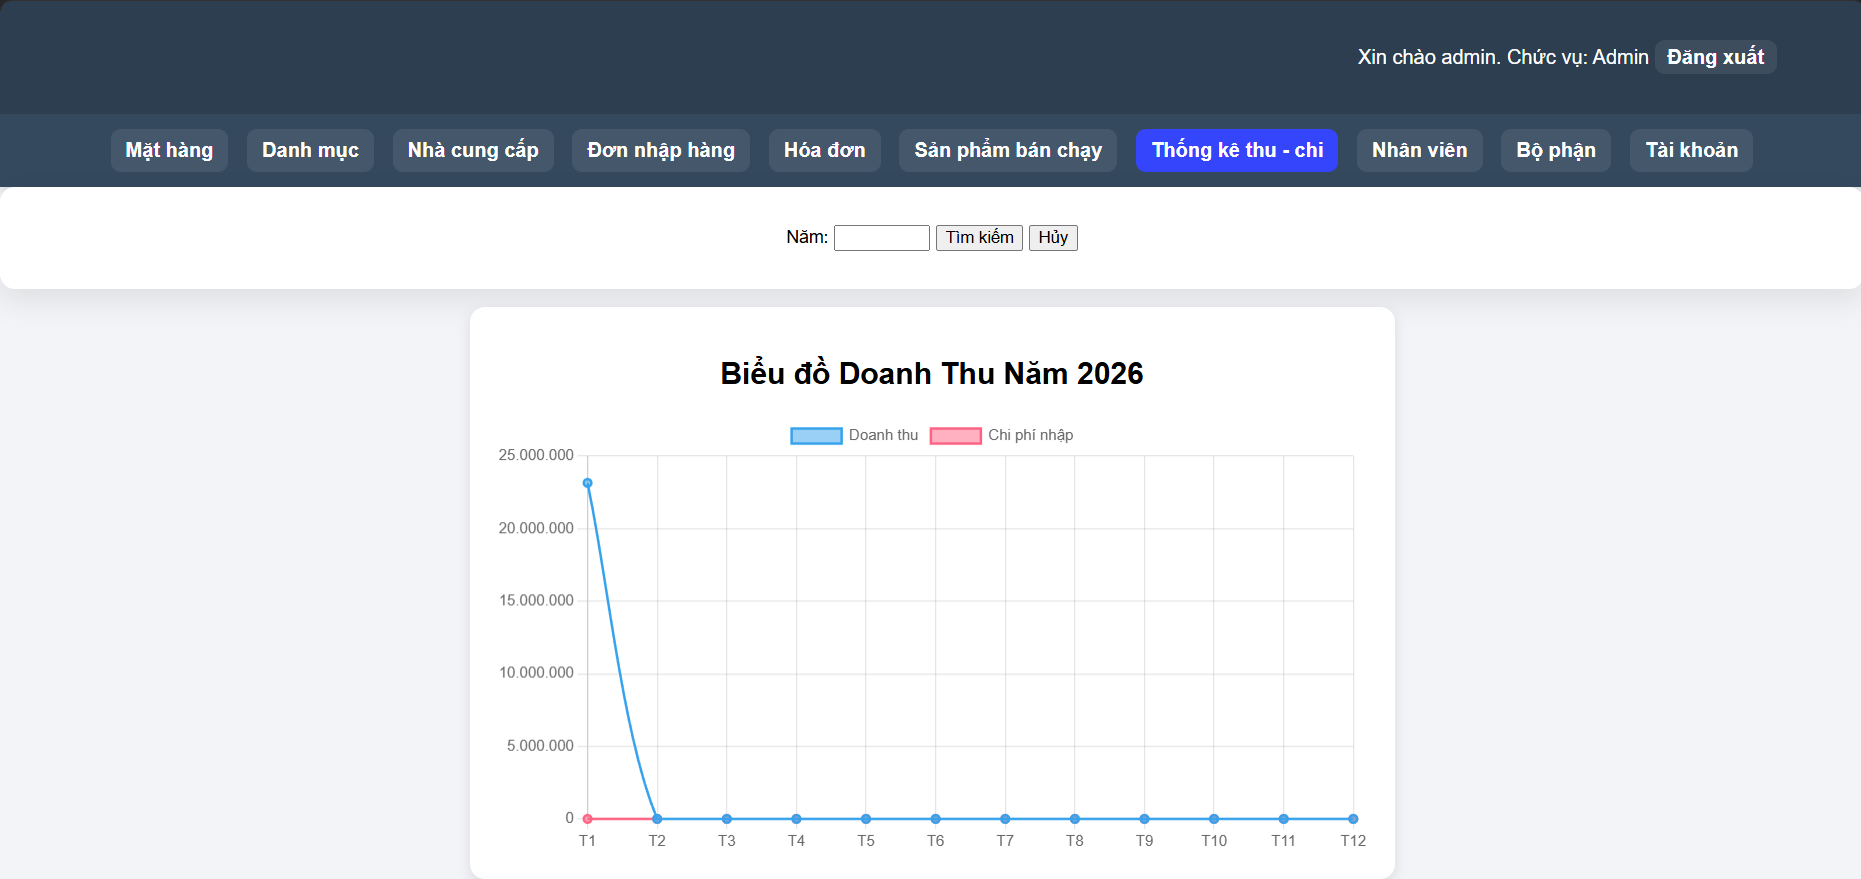 Xin chào admin. Chức vụ: Admin Đăng xuất
Mặt hàng Danh mục Nhà cung cấp Đơn nhập hàng Hóa đơn Sản phẩm bán chạy Thống kê thu - chi Nhân viên Bộ phận Tài khoản
Năm: Tìm kiếm Hủy
Biểu đồ Doanh Thu Năm 2026
Doanh thu Chi phí nhập
25.000.000
20.000.000
15.000.000
10.000.000
5.000.000
0
T1 T2 T3 T4 T5 T6 T7 T8 T9 T10 T11 T12